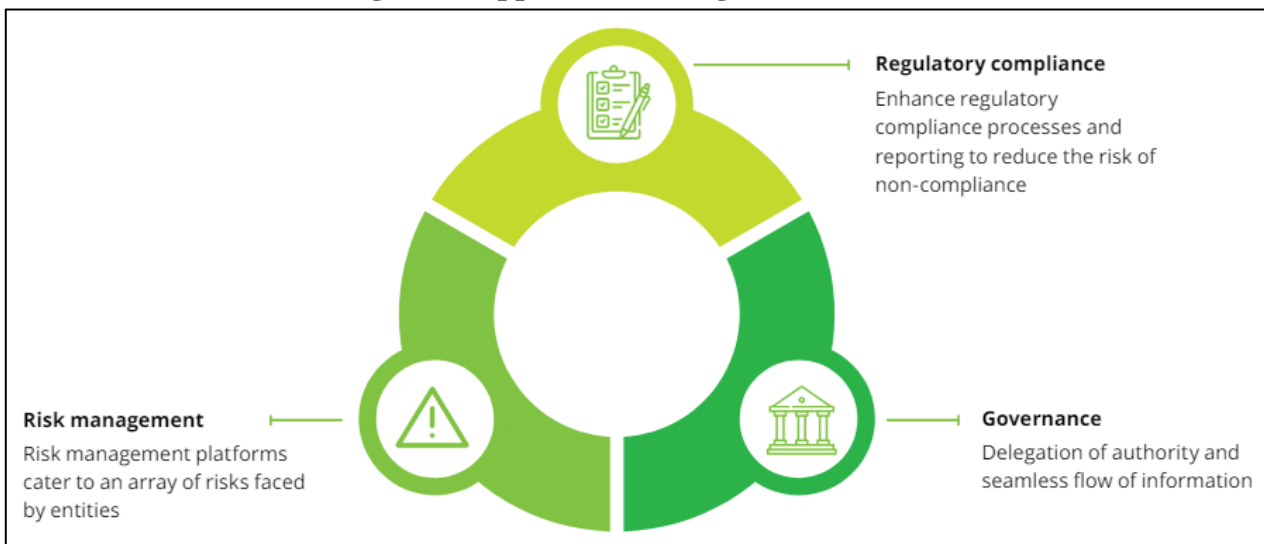 Regulatory compliance
Enhance regulatory
compliance processes and
reporting to reduce the risk of
non-compliance
Risk management
Risk management platforms
cater to an array of risks faced
by entities
Governance
Delegation of authority and
seamless flow of information